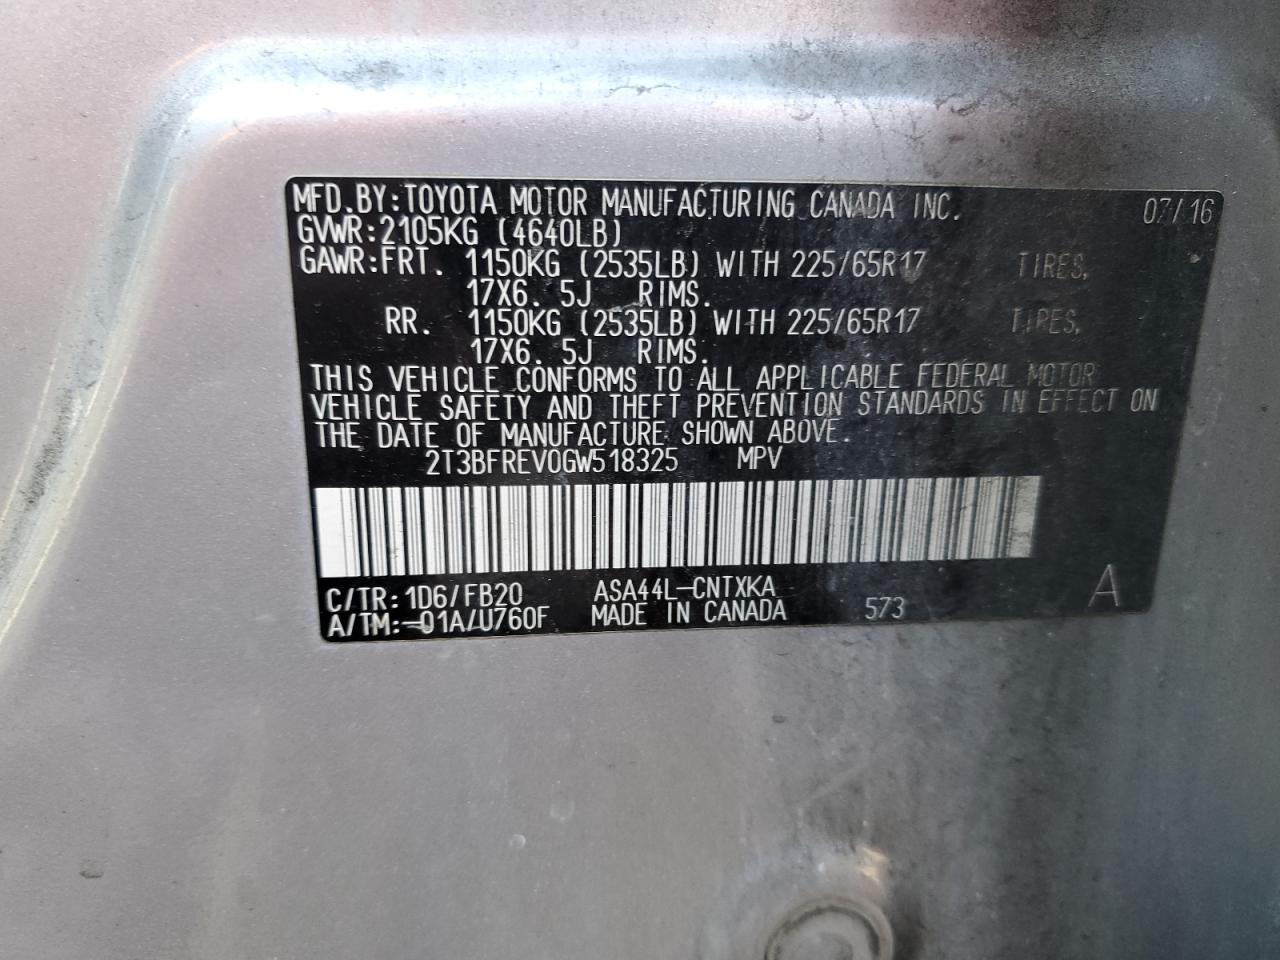 MFD.BY:TOYOTA MOTOR MANUFACTURING CANADA INC. 07/16
GVWR:2105KG (4640LB)
GAWR:FRT. 1150KG (2535LB) WITH 225/65R17 TIRES,
17X6.5J RIMS.
RR. 1150KG (2535LB) WITH 225/65R17 TIRES,
17X6.5J RIMS.
THIS VEHICLE CONFORMS TO ALL APPLICABLE FEDERAL MOTOR
VEHICLE SAFETY AND THEFT PREVENTION STANDARDS IN EFFECT ON
THE DATE OF MANUFACTURE SHOWN ABOVE.
2T3BFREV0GW518325 MPV
C/TR:1D6/FB20 ASA44L-CNTXKA
A/TM:-01A/U760F MADE IN CANADA 573 A